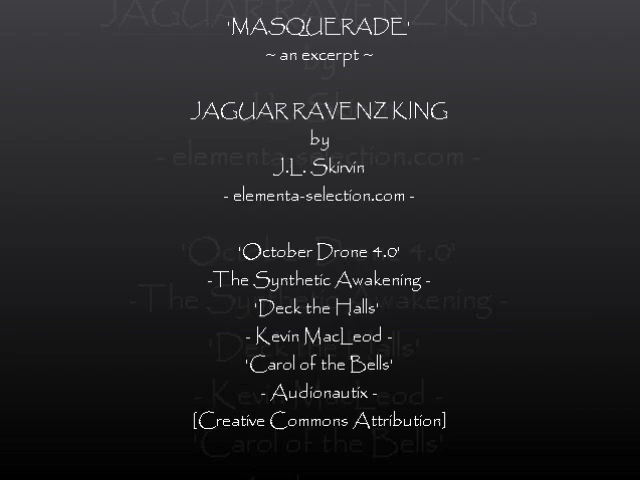 'MASQUERADE'
~ an excerpt ~
JAGUAR RAVENZ KING
by
J.L. Skirvin
- elementa-selection.com -
'October Drone 4.0'
-The Synthetic Awakening -
'Deck the Halls'
- Kevin MacLeod -
'Carol of the Bells'
- Audionautix -
[Creative Commons Attribution]